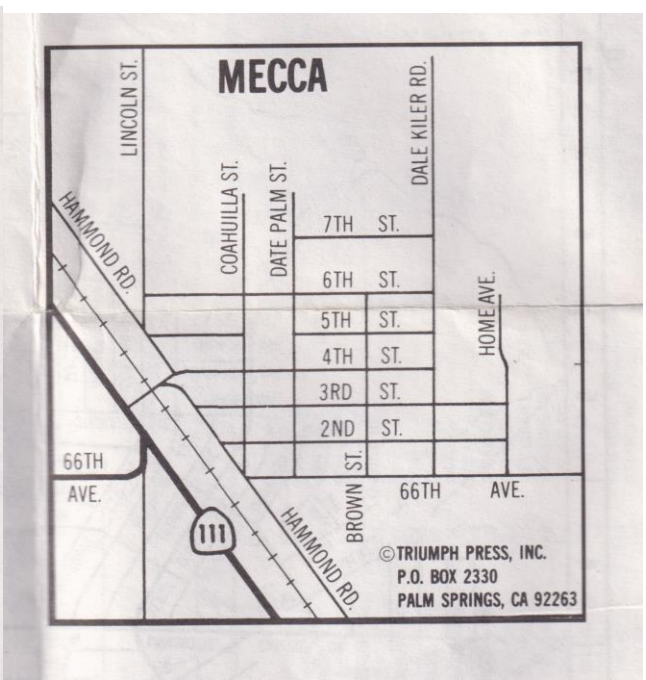 MECCA
LINCOLN ST.
DALE KILER RD.
COAHUILLA ST.
DATE PALM ST.
HAMMOND RD.
7TH ST.
6TH ST.
5TH ST.
HOME AVE.
4TH ST.
3RD ST.
2ND ST.
66TH
AVE.
BROWN ST.
66TH AVE.
111
HAMMOND RD.
©TRIUMPH PRESS, INC.
P.O. BOX 2330
PALM SPRINGS, CA 92263